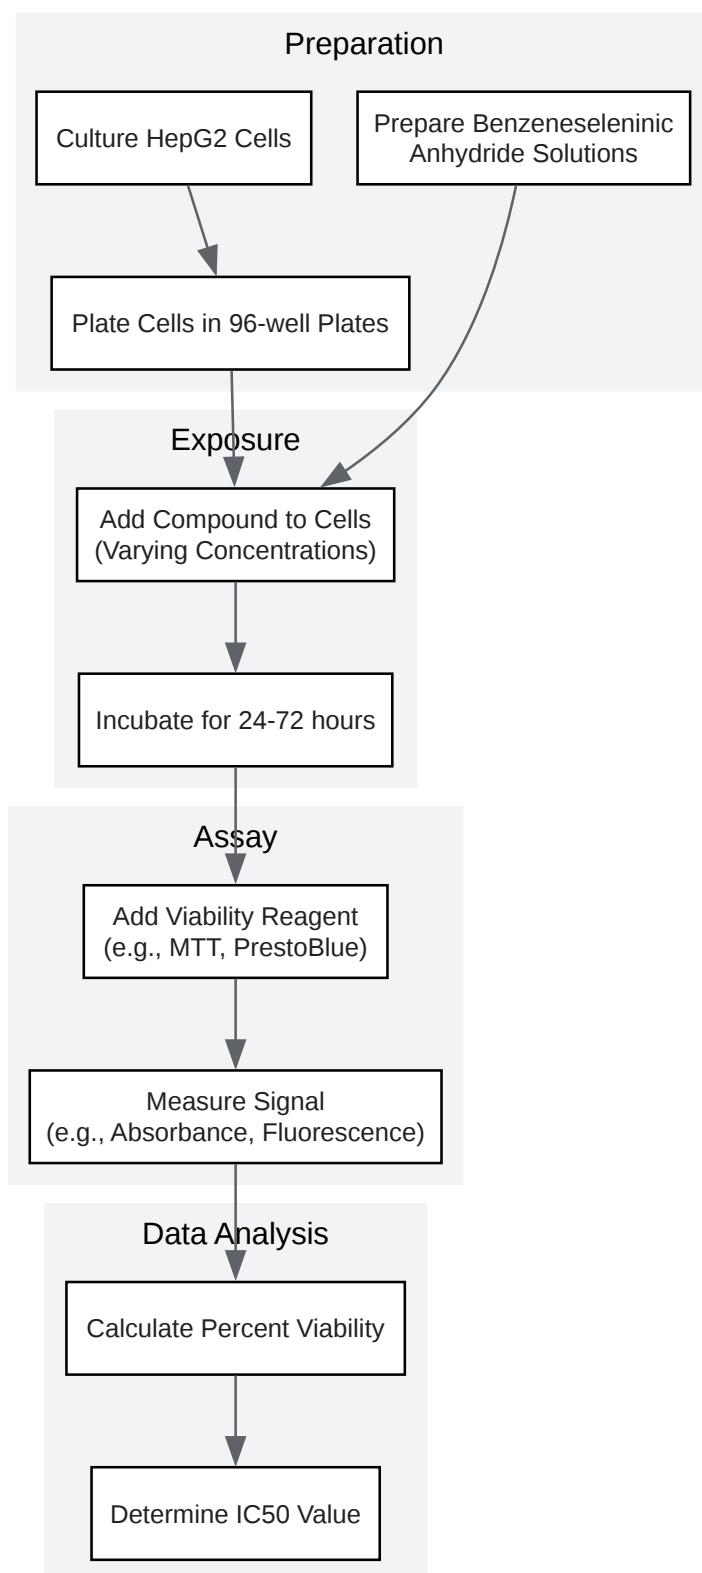 Preparation
Culture HepG2 Cells
Prepare Benzeneseleninic
Anhydride Solutions
Plate Cells in 96-well Plates
Exposure
Add Compound to Cells
(Varying Concentrations)
Incubate for 24-72 hours
Assay
Add Viability Reagent
(e.g., MTT, PrestoBlue)
Measure Signal
(e.g., Absorbance, Fluorescence)
Data Analysis
Calculate Percent Viability
Determine IC50 Value